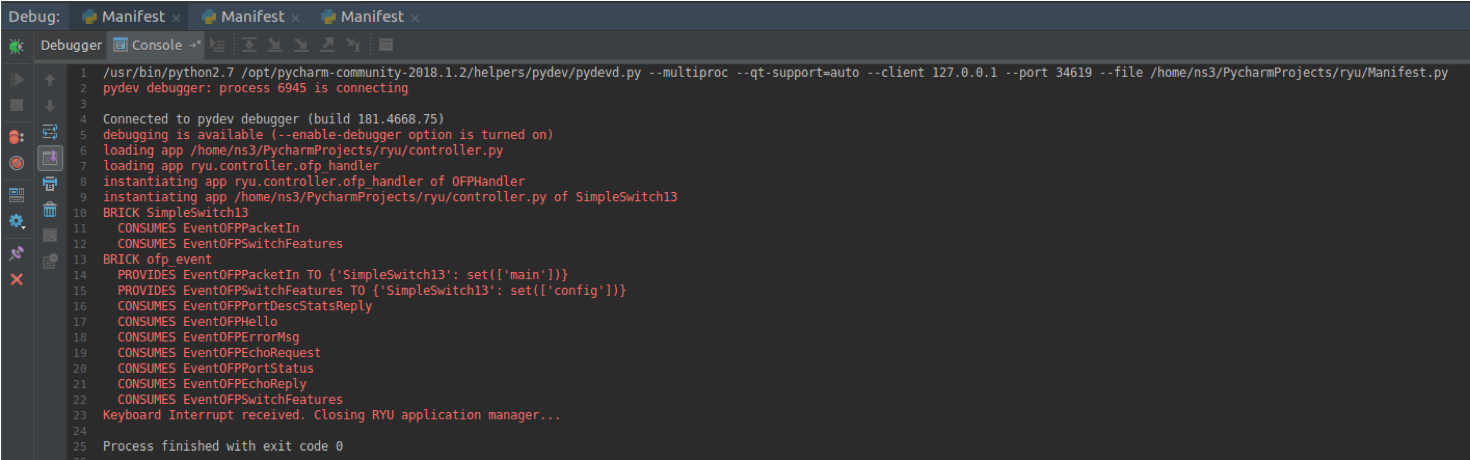 Debug: Manifest × Manifest × Manifest ×
Debugger Console
1 /usr/bin/python2.7 /opt/pycharm-community-2018.1.2/helpers/pydev/pydevd.py --multiproc --qt-support=auto --client 127.0.0.1 --port 34619 --file /home/ns3/PycharmProjects/ryu/Manifest.py
2 pydev debugger: process 6945 is connecting
3
4 Connected to pydev debugger (build 181.4668.75)
5 debugging is available (--enable-debugger option is turned on)
6 loading app /home/ns3/PycharmProjects/ryu/controller.py
7 loading app ryu.controller.ofp_handler
8 instantiating app ryu.controller.ofp_handler of OFPHandler
9 instantiating app /home/ns3/PycharmProjects/ryu/controller.py of SimpleSwitch13
10 BRICK SimpleSwitch13
11 CONSUMES EventOFPPacketIn
12 CONSUMES EventOFPSwitchFeatures
13 BRICK ofp_event
14 PROVIDES EventOFPPacketIn TO {'SimpleSwitch13': set(['main'])}
15 PROVIDES EventOFPSwitchFeatures TO {'SimpleSwitch13': set(['config'])}
16 CONSUMES EventOFPPortDescStatsReply
17 CONSUMES EventOFPHello
18 CONSUMES EventOFPErrorMsg
19 CONSUMES EventOFPEchoRequest
20 CONSUMES EventOFPPortStatus
21 CONSUMES EventOFPEchoReply
22 CONSUMES EventOFPSwitchFeatures
23 Keyboard Interrupt received. Closing RYU application manager...
24
25 Process finished with exit code 0